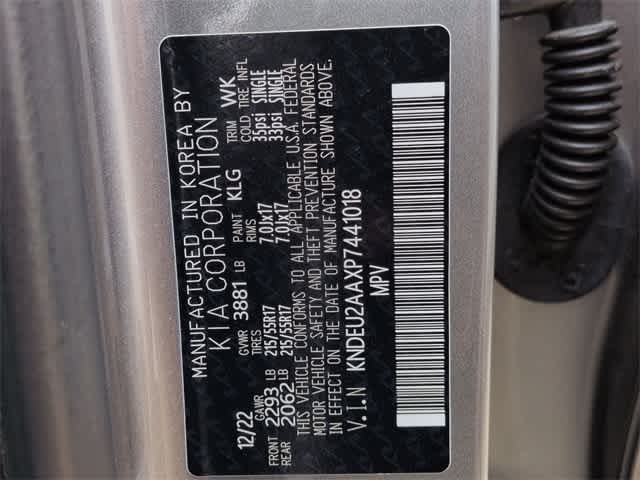 MANUFACTURED IN KOREA BY
KIA CORPORATION
12/22 GVWR 3881 LB PAINT KLG TRIM WK
GAWR TIRES RIMS COLD TIRE INFL
FRONT 2293 LB 215/55R17 7.0Jx17 35psi SINGLE
REAR 2062 LB 215/55R17 7.0Jx17 33psi SINGLE
THIS VEHICLE CONFORMS TO ALL APPLICABLE U.S.A. FEDERAL
MOTOR VEHICLE SAFETY AND THEFT PREVENTION STANDARDS
IN EFFECT ON THE DATE OF MANUFACTURE SHOWN ABOVE.
V.I.N KNDEU2AAXP7441018
MPV